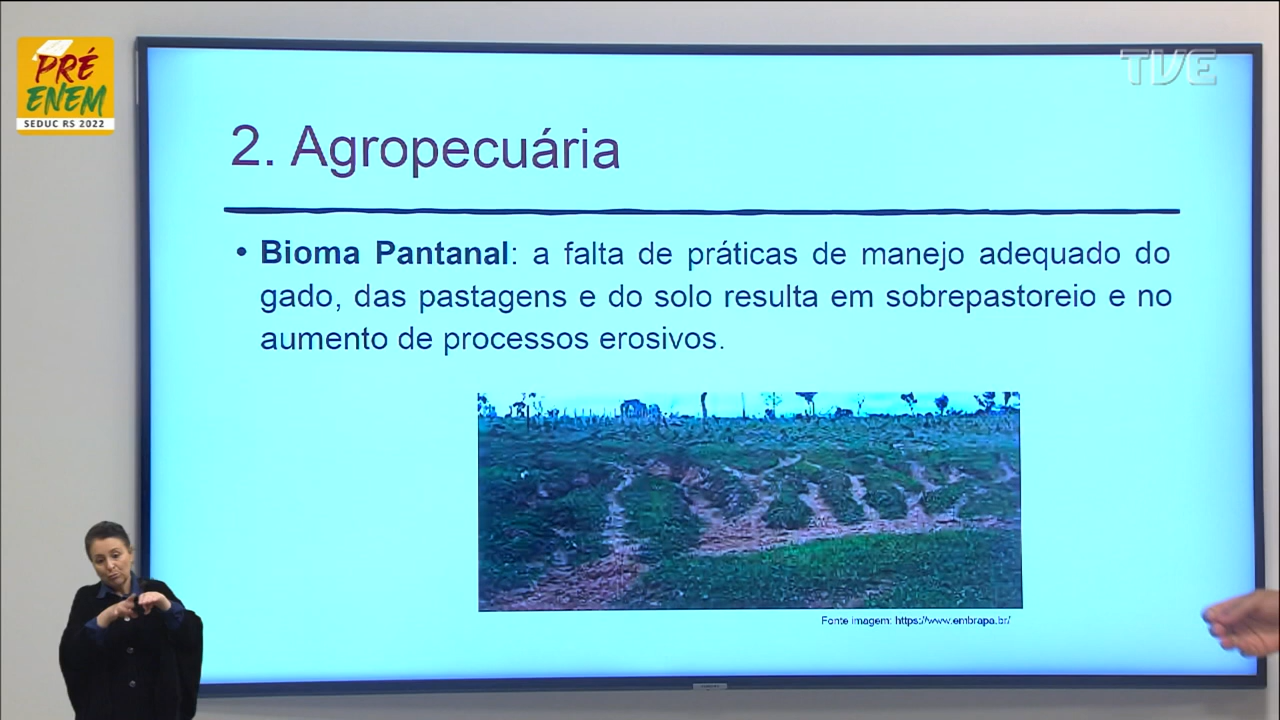 PRÉ
ENEM
SEDUC RS 2022
TVE
2. Agropecuária
• Bioma Pantanal: a falta de práticas de manejo adequado do
gado, das pastagens e do solo resulta em sobrepastoreio e no
aumento de processos erosivos.
Fonte imagem: https://www.embrapa.br/